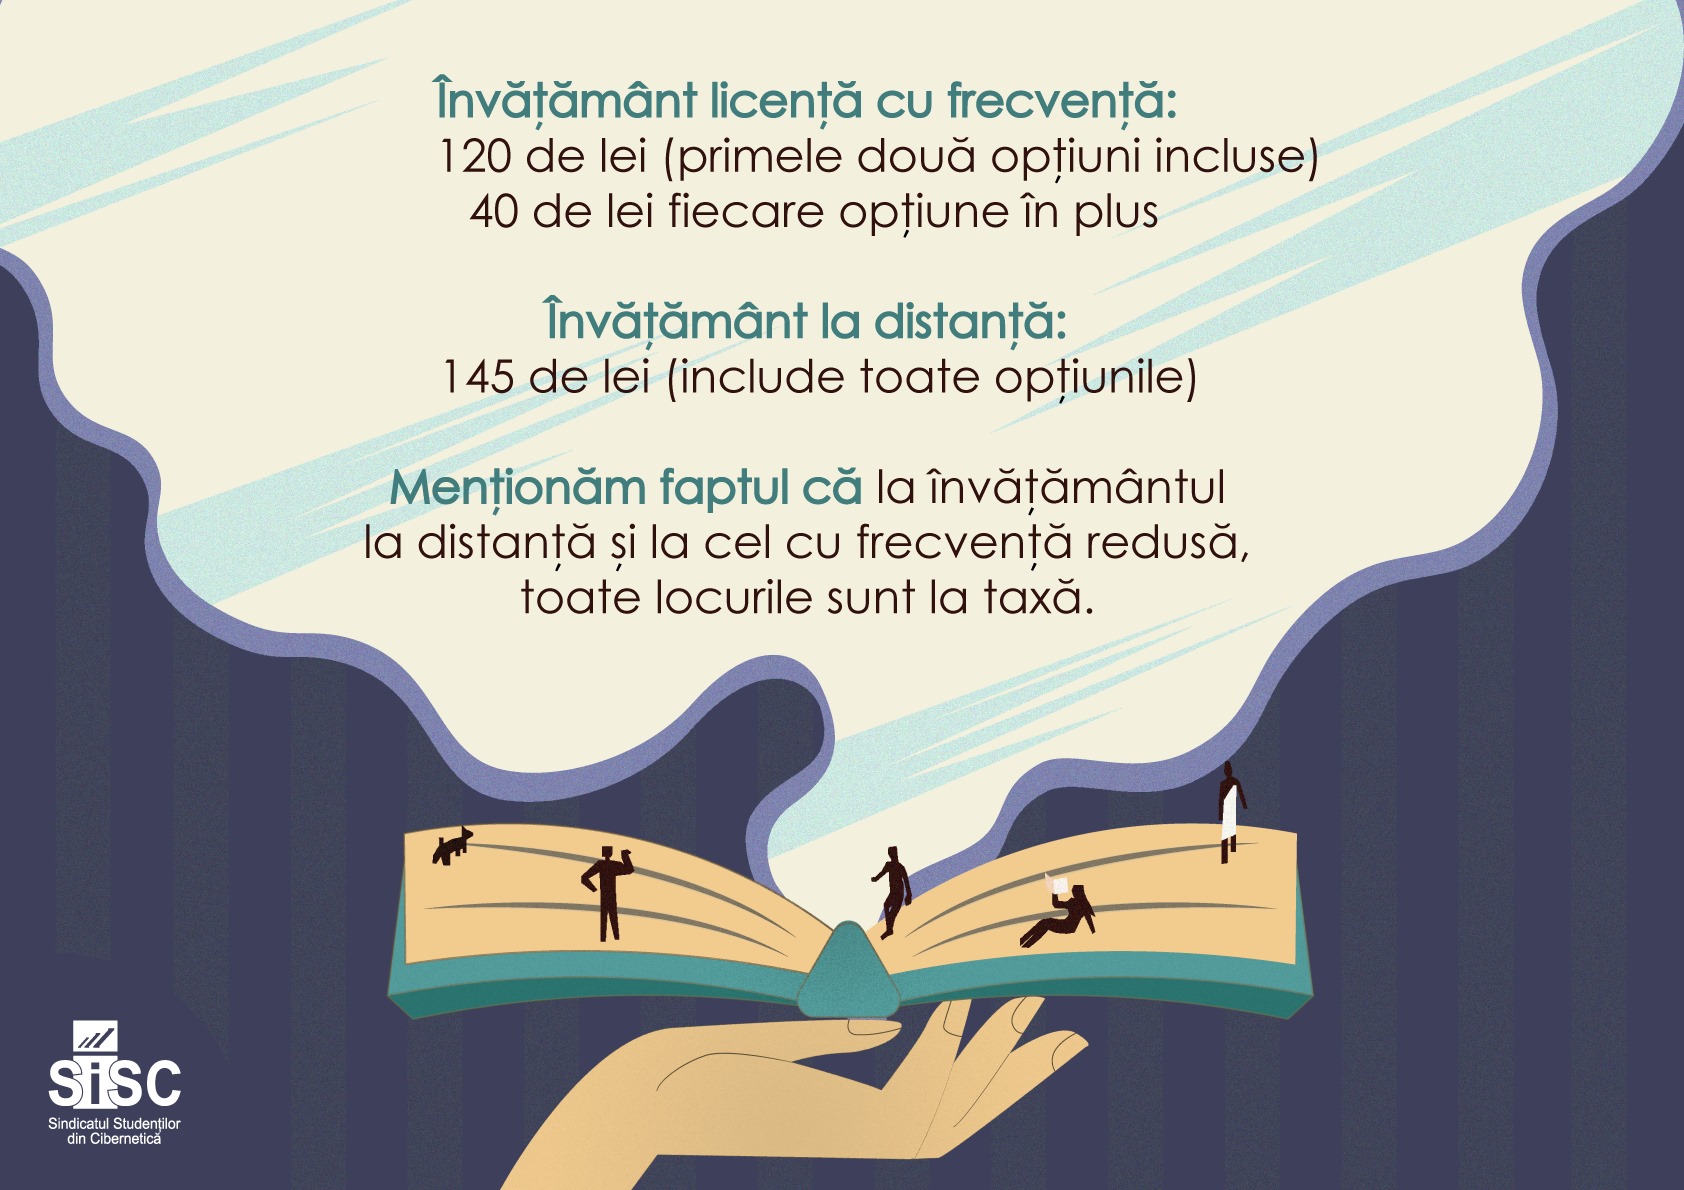 Învățământ licență cu frecvență:
120 de lei (primele două opțiuni incluse)
40 de lei fiecare opțiune în plus
Învățământ la distanță:
145 de lei (include toate opțiunile)
Menționăm faptul că la învățământul
la distanță și la cel cu frecvență redusă,
toate locurile sunt la taxă.
SiSC
Sindicatul Studenților
din Cibernetică